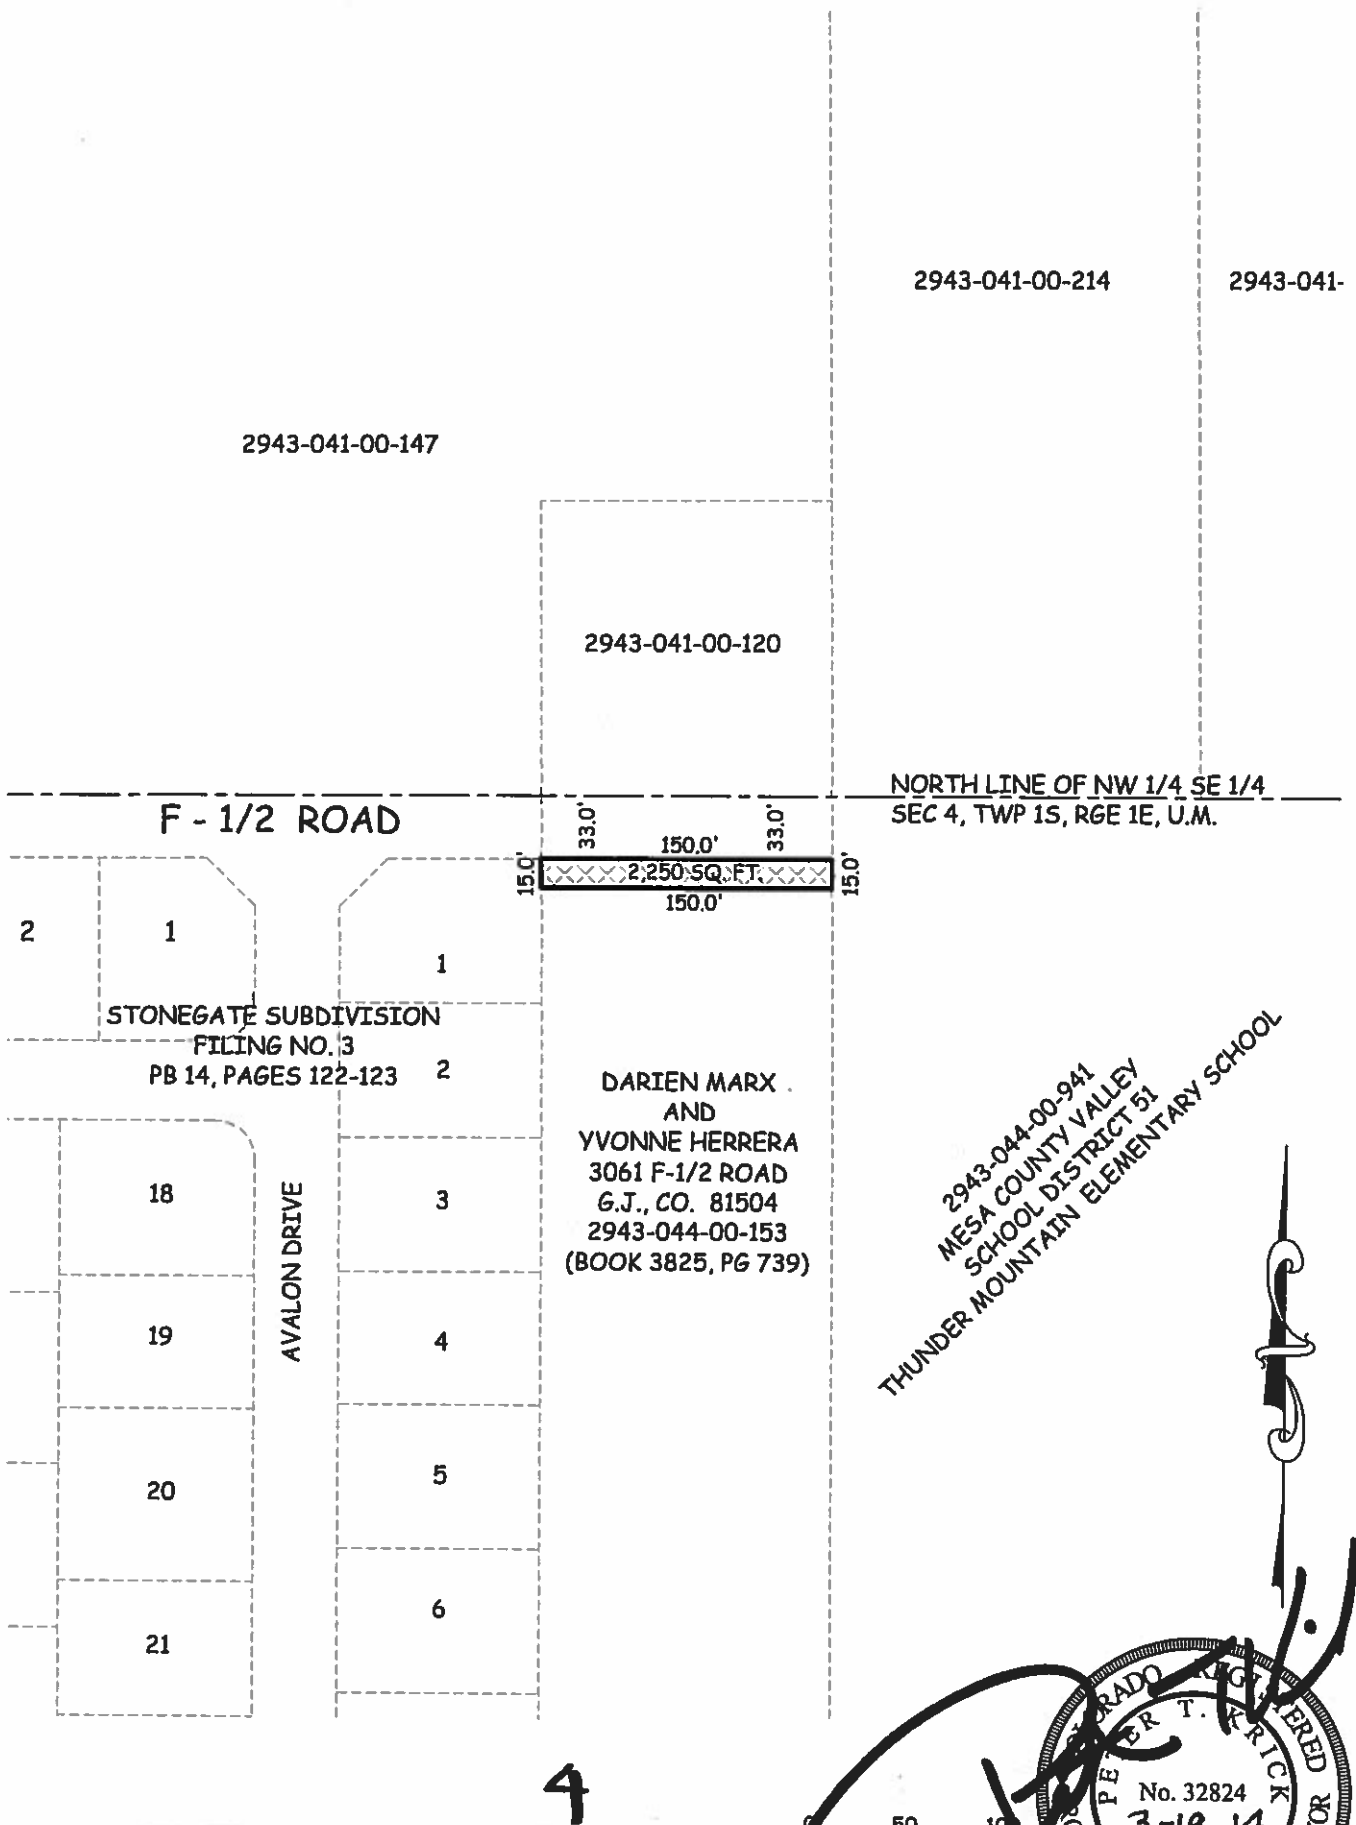 2943-041-00-214
2943-041-
2943-041-00-147
2943-041-00-120
NORTH LINE OF NW 1/4 SE 1/4
SEC 4, TWP 1S, RGE 1E, U.M.
F - 1/2 ROAD
33.0'
150.0'
33.0'
15.0'
2,250 SQ. FT.
15.0'
150.0'
2
1
1
STONEGATE SUBDIVISION
FILING NO. 3
PB 14, PAGES 122-123
2
DARIEN MARX
AND
YVONNE HERRERA
3061 F-1/2 ROAD
G.J., CO. 81504
2943-044-00-153
(BOOK 3825, PG 739)
2943-044-00-941
MESA COUNTY VALLEY
SCHOOL DISTRICT 51
THUNDER MOUNTAIN ELEMENTARY SCHOOL
18
3
AVALON DRIVE
19
4
20
5
21
6
4
REGISTERED
PETER T. KRICK
No. 32824
50